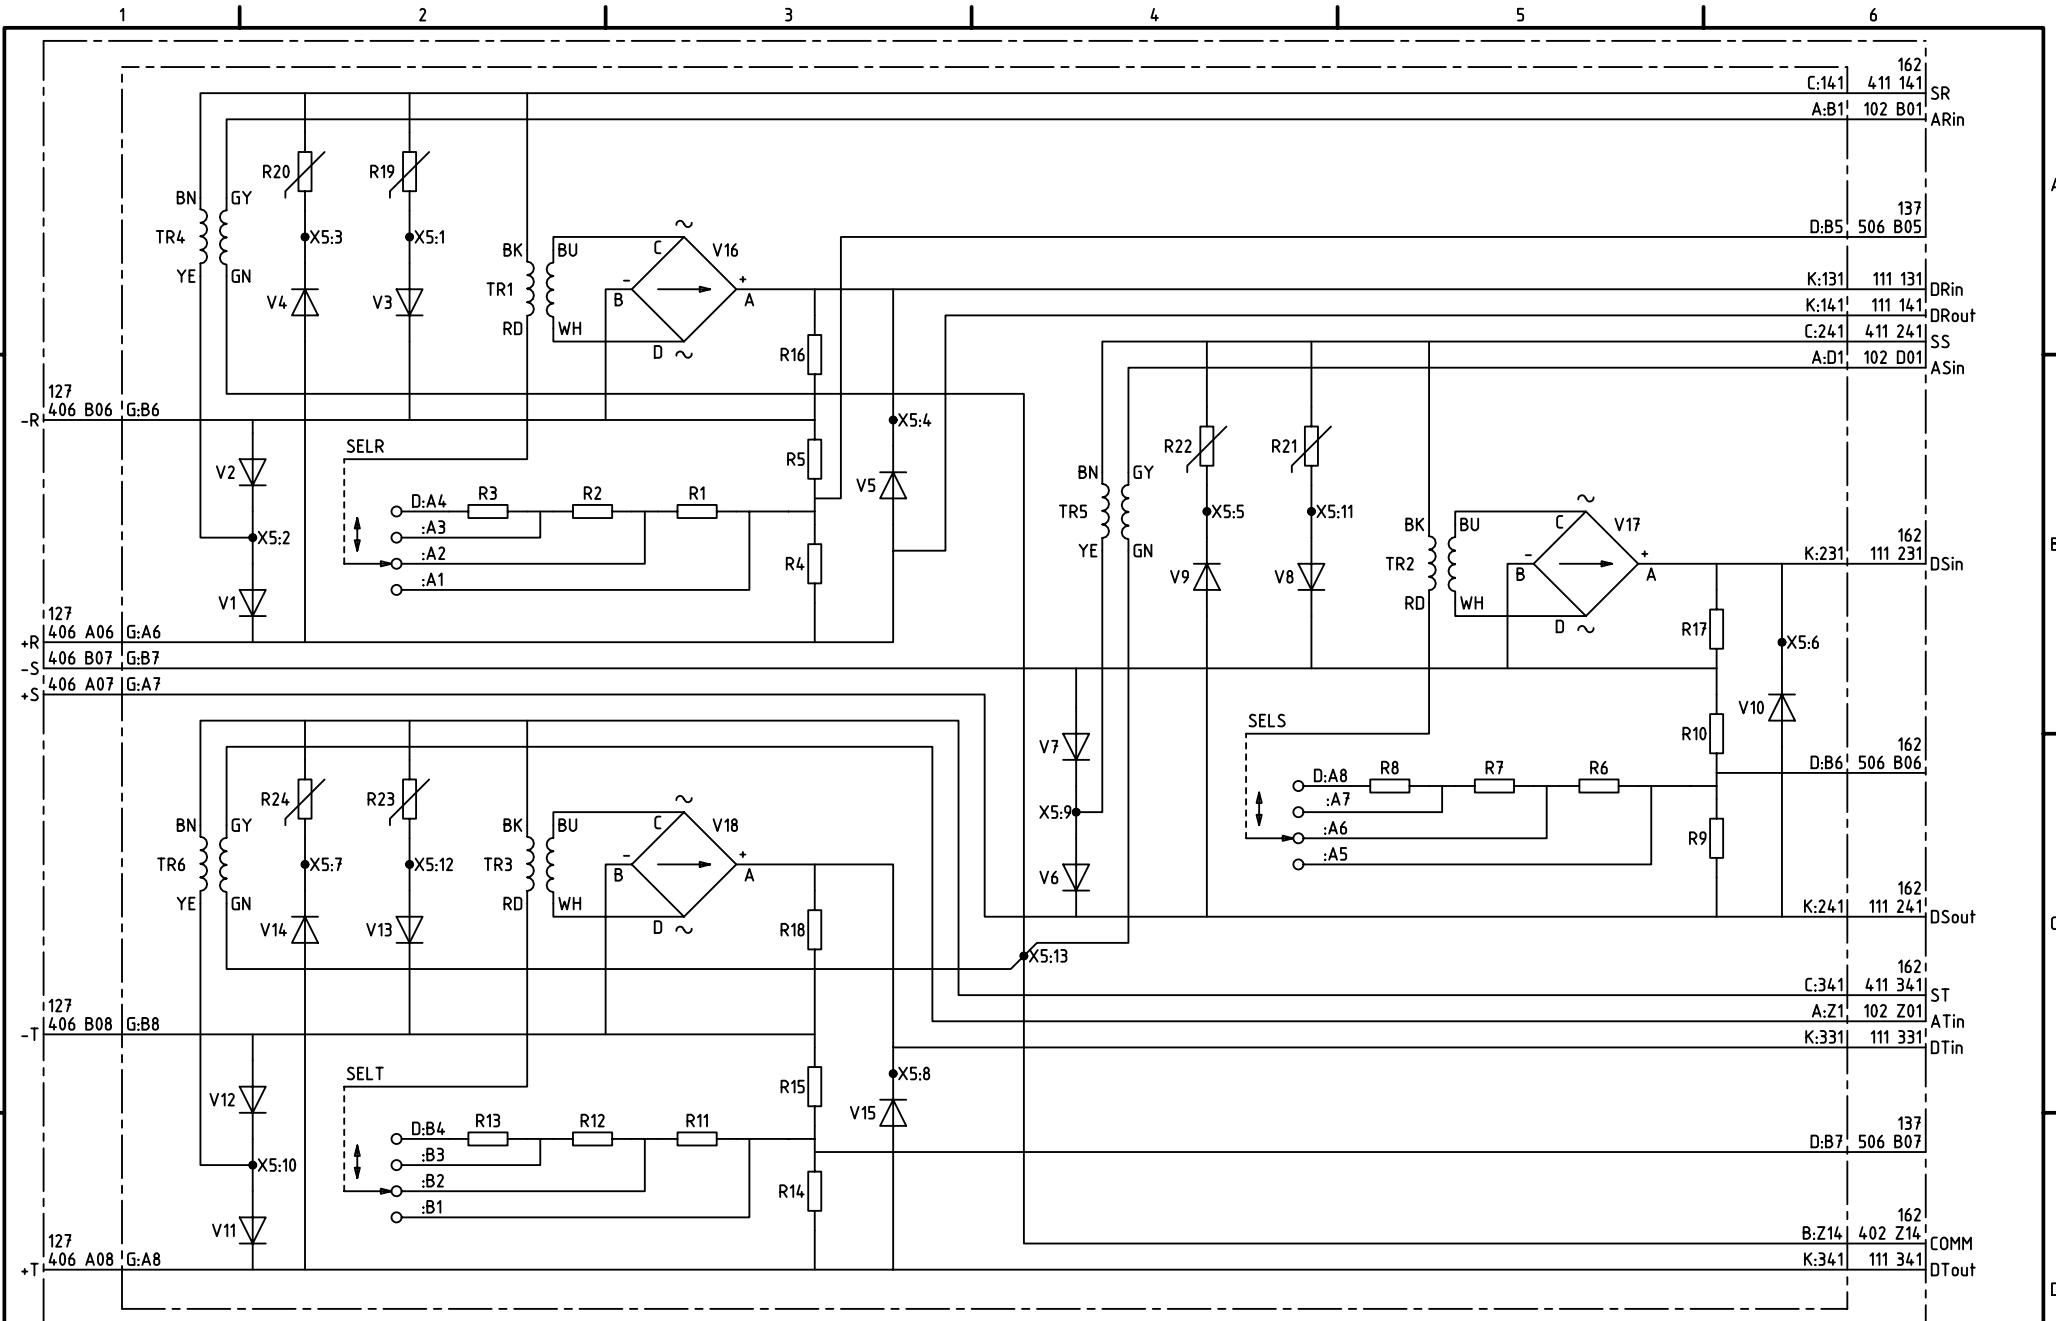 1 2 3 4 5 6
162
C:141 411 141 SR
A:B1 102 B01 ARin
R20 R19
BN GY
TR4 X5:3 X5:1
YE GN
V4 V3
137
D:B5 506 B05
BK BU C ∼ V16
TR1 - B + A
RD WH D ∼
K:131 111 131 DRin
K:141 111 141 DRout
C:241 411 241 SS
A:D1 102 D01 ASin
R16
127
-R 406 B06 G:B6
X5:4
SELR
V2
R5
V5
D:A4 R3 R2 R1
:A3
:A2
:A1
X5:2
R4
V1
R22 R21
BN GY
TR5 X5:5 X5:11
YE GN
V9 V8
BK BU C ∼ V17
TR2 - B + A
RD WH D ∼
162
K:231 111 231 DSin
127
+R 406 A06 G:A6
-S 406 B07 G:B7
+S 406 A07 G:A7
R17
X5:6
V10
R10
SELS
V7
X5:9
V6
D:A8 R8 R7 R6
:A7
:A6
:A5
R9
162
D:B6 506 B06
R24 R23
BN GY
TR6 X5:7 X5:12
YE GN
V14 V13
BK BU C ∼ V18
TR3 - B + A
RD WH D ∼
R18
162
K:241 111 241 DSout
X5:13
162
C:341 411 341 ST
A:Z1 102 Z01 ATin
K:331 111 331 DTin
127
-T 406 B08 G:B8
SELT
V12
R15
X5:8
V15
D:B4 R13 R12 R11
:B3
:B2
:B1
X5:10
R14
V11
137
D:B7 506 B07
162
B:Z14 402 Z14 COMM
127
+T 406 A08 G:A8
K:341 111 341 DTout